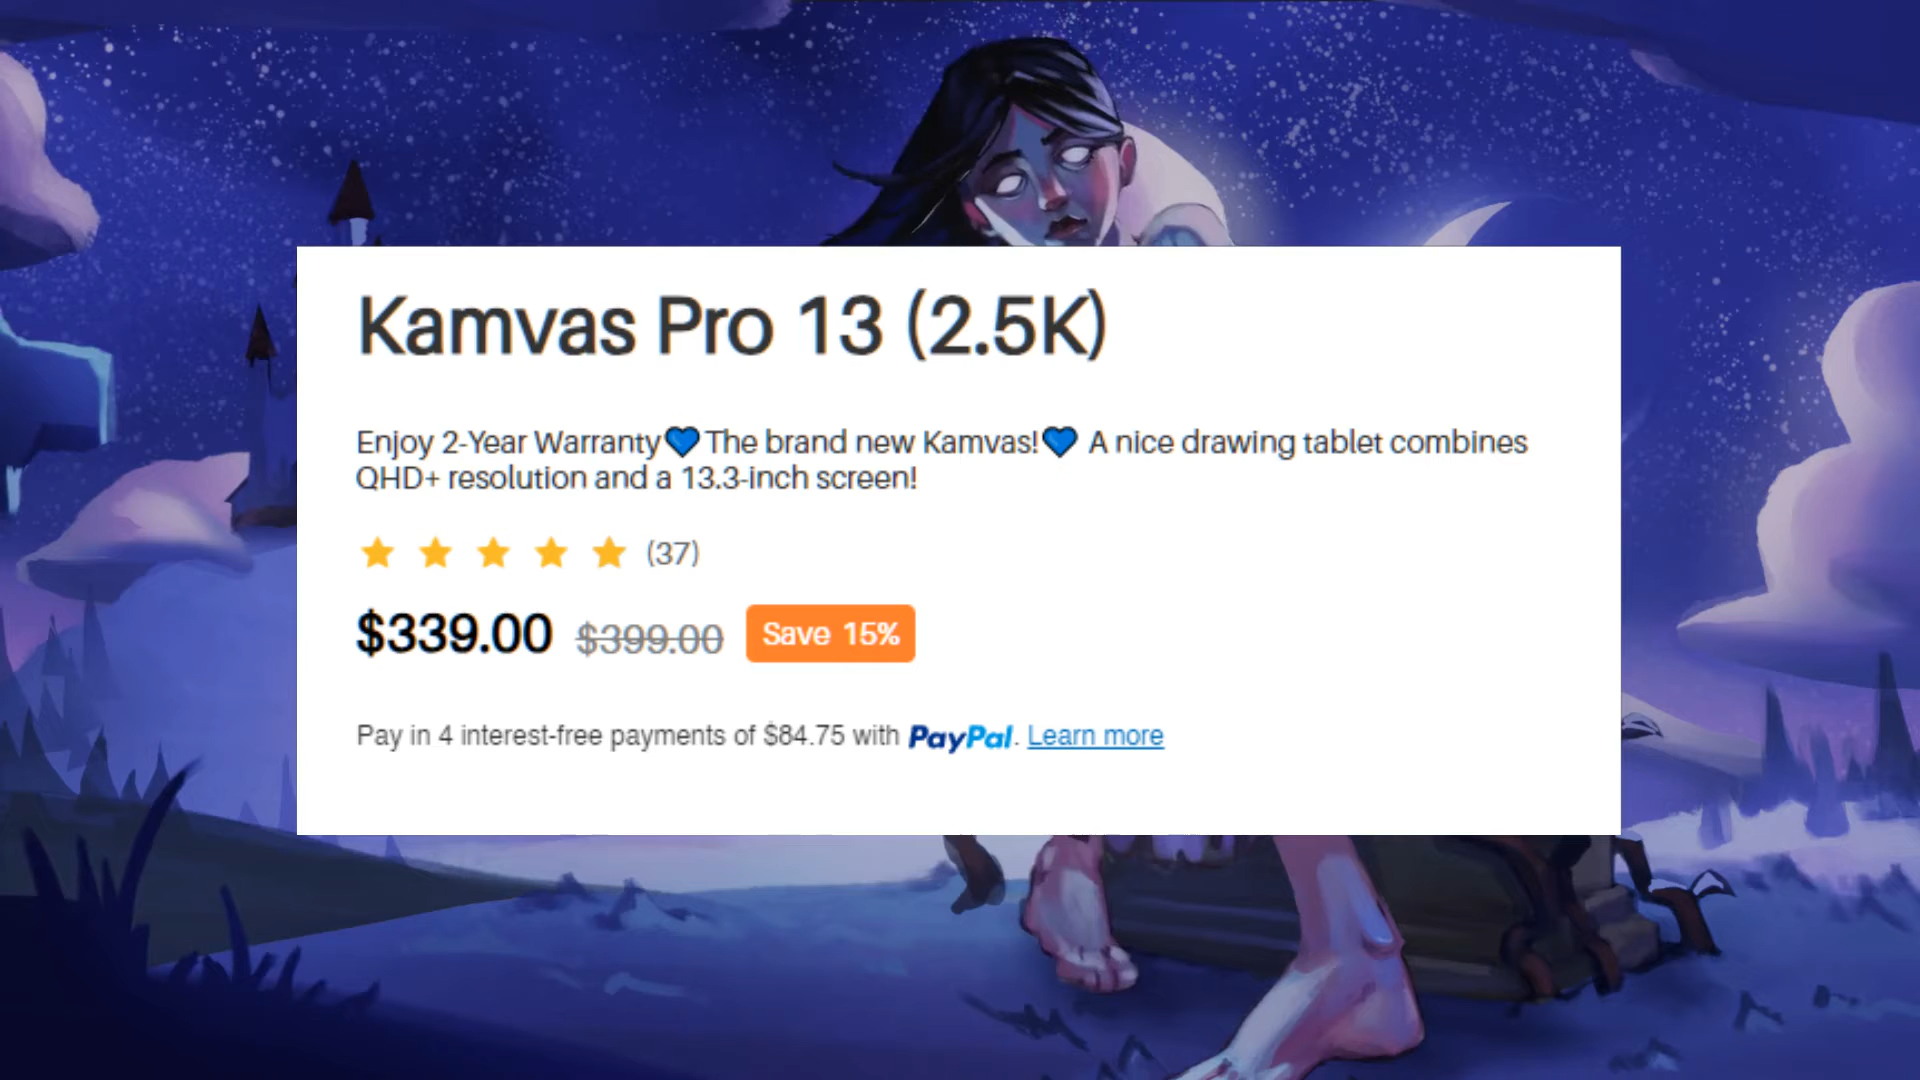 Kamvas Pro 13 (2.5K)
Enjoy 2-Year Warranty💙The brand new Kamvas!💙 A nice drawing tablet combines
QHD+ resolution and a 13.3-inch screen!
(37)
$339.00 $399.00 Save 15%
Pay in 4 interest-free payments of $84.75 with PayPal. Learn more